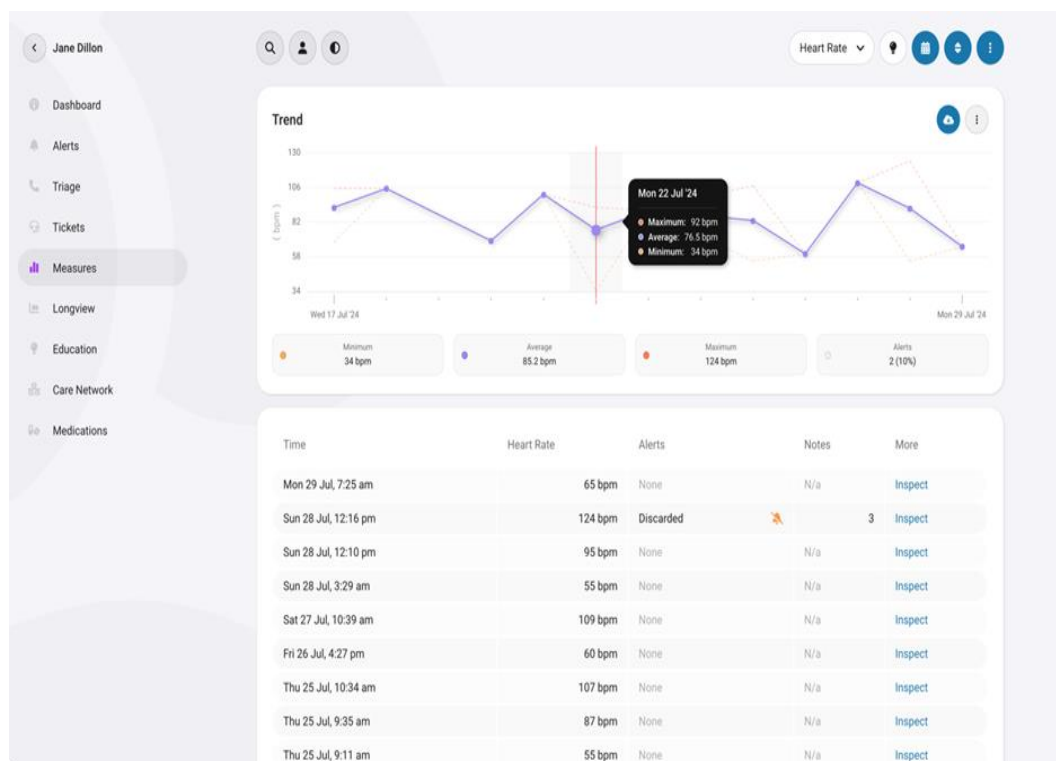 Jane Dillon
Heart Rate
Dashboard
Alerts
Triage
Tickets
Measures
Longview
Education
Care Network
Medications
Trend
130
106
82
58
34
( bpm )
Mon 22 Jul '24
Maximum: 92 bpm
Average: 76.5 bpm
Minimum: 34 bpm
Wed 17 Jul '24
Mon 29 Jul '24
Minimum
34 bpm
Average
85.2 bpm
Maximum
124 bpm
Alerts
2 (10%)
Time Heart Rate Alerts Notes More
Mon 29 Jul, 7:25 am 65 bpm None N/a Inspect
Sun 28 Jul, 12:16 pm 124 bpm Discarded 3 Inspect
Sun 28 Jul, 12:10 pm 95 bpm None N/a Inspect
Sun 28 Jul, 3:29 am 55 bpm None N/a Inspect
Sat 27 Jul, 10:39 am 109 bpm None N/a Inspect
Fri 26 Jul, 4:27 pm 60 bpm None N/a Inspect
Thu 25 Jul, 10:34 am 107 bpm None N/a Inspect
Thu 25 Jul, 9:35 am 87 bpm None N/a Inspect
Thu 25 Jul, 9:11 am 55 bpm None N/a Inspect